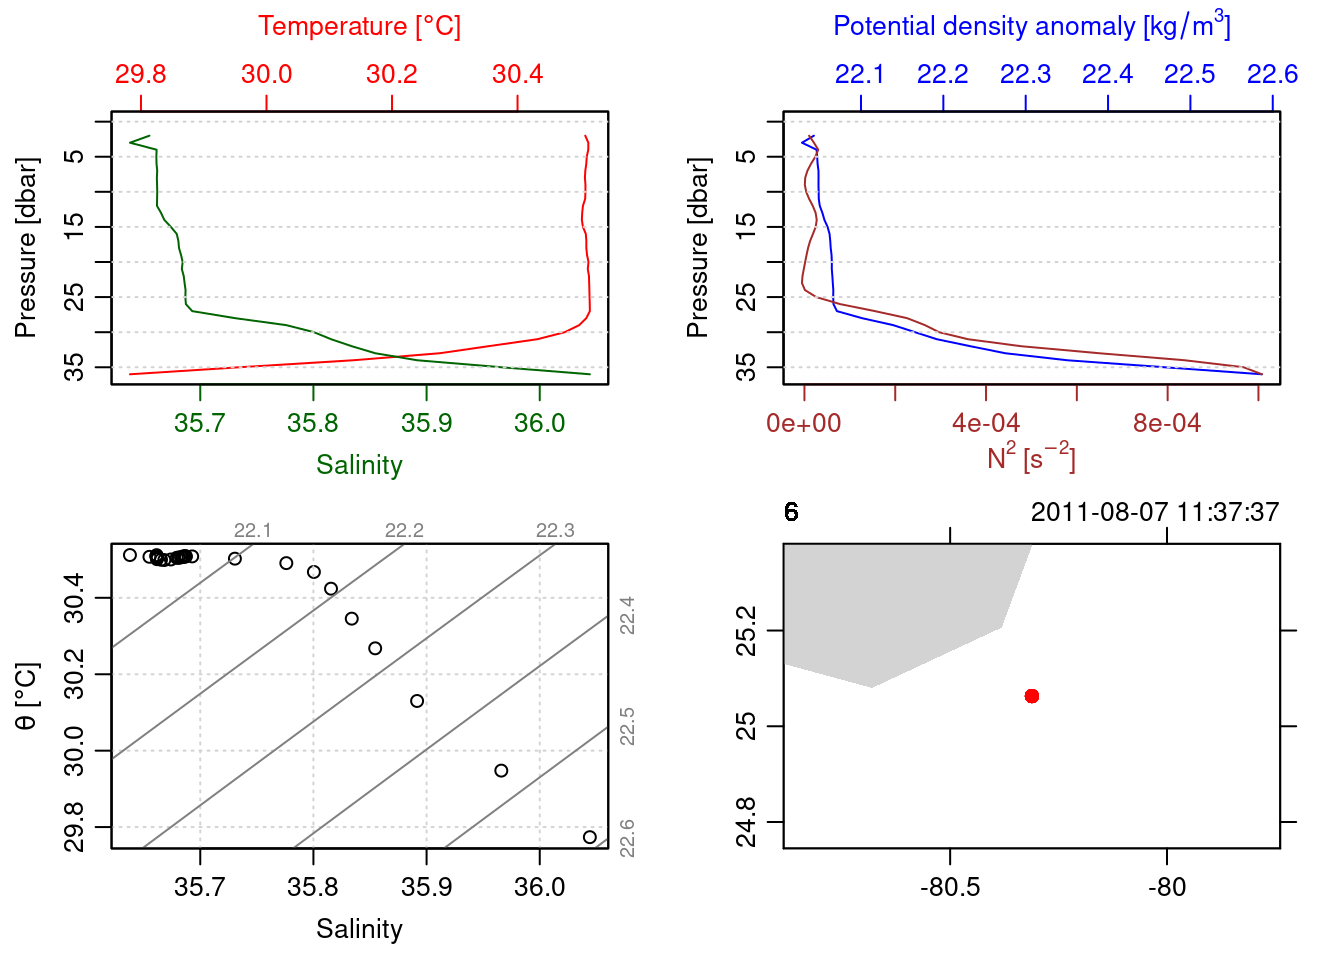 Temperature [°C]
29.8 30.0 30.2 30.4
Pressure [dbar]
5 15 25 35
35.7 35.8 35.9 36.0
Salinity
Potential density anomaly [kg/m³]
22.1 22.2 22.3 22.4 22.5 22.6
Pressure [dbar]
5 15 25 35
0e+00 4e-04 8e-04
N² [s⁻²]
22.1 22.2 22.3
22.4
22.5
22.6
θ [°C]
30.4
30.2
30.0
29.8
35.7 35.8 35.9 36.0
Salinity
6 2011-08-07 11:37:37
25.2
25
24.8
-80.5 -80